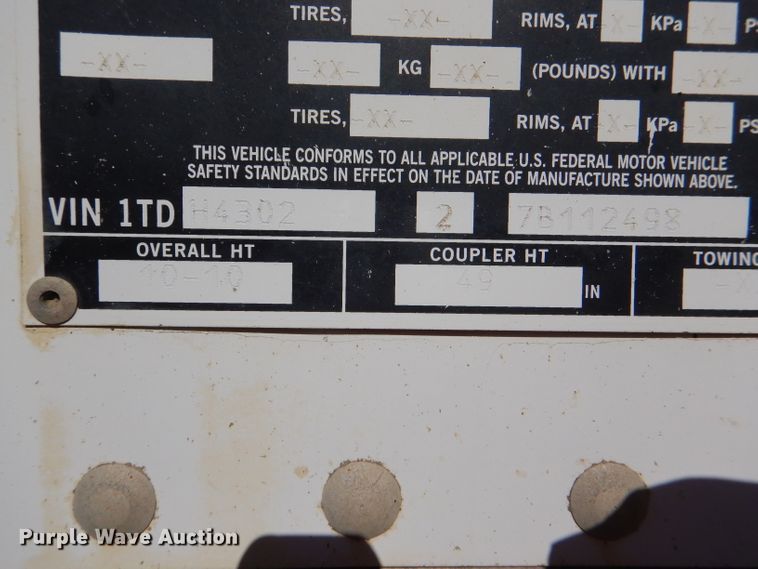 TIRES, -XX- RIMS, AT -X- KPa -X- PS
-XX- -XX- KG -XX- (POUNDS) WITH -XX-
TIRES, -XX- RIMS, AT -X- KPa -X- PS
THIS VEHICLE CONFORMS TO ALL APPLICABLE U.S. FEDERAL MOTOR VEHICLE
SAFETY STANDARDS IN EFFECT ON THE DATE OF MANUFACTURE SHOWN ABOVE.
VIN 1TD H4302 2 7B112498
OVERALL HT COUPLER HT TOWING
10-10 49 IN -X
Purple Wave Auction